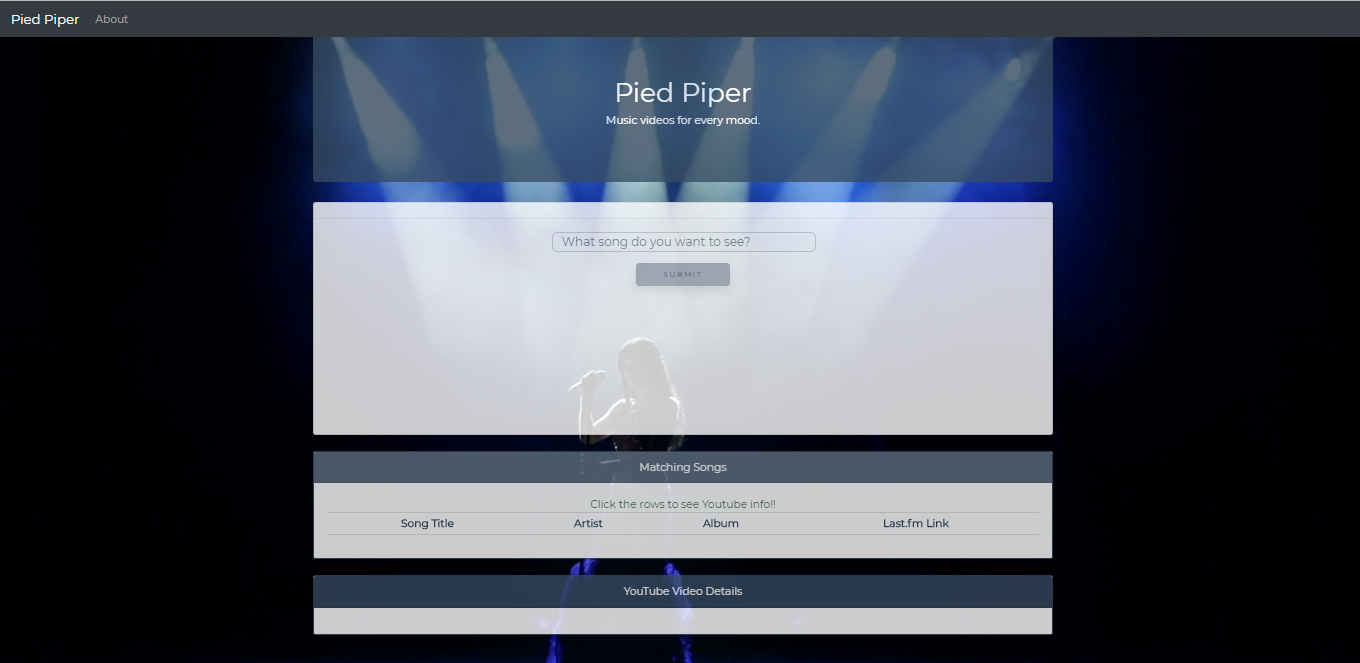 Pied Piper About
Pied Piper
Music videos for every mood.
What song do you want to see?
SUBMIT
Matching Songs
Click the rows to see Youtube info!!
Song Title Artist Album Last.fm Link
YouTube Video Details